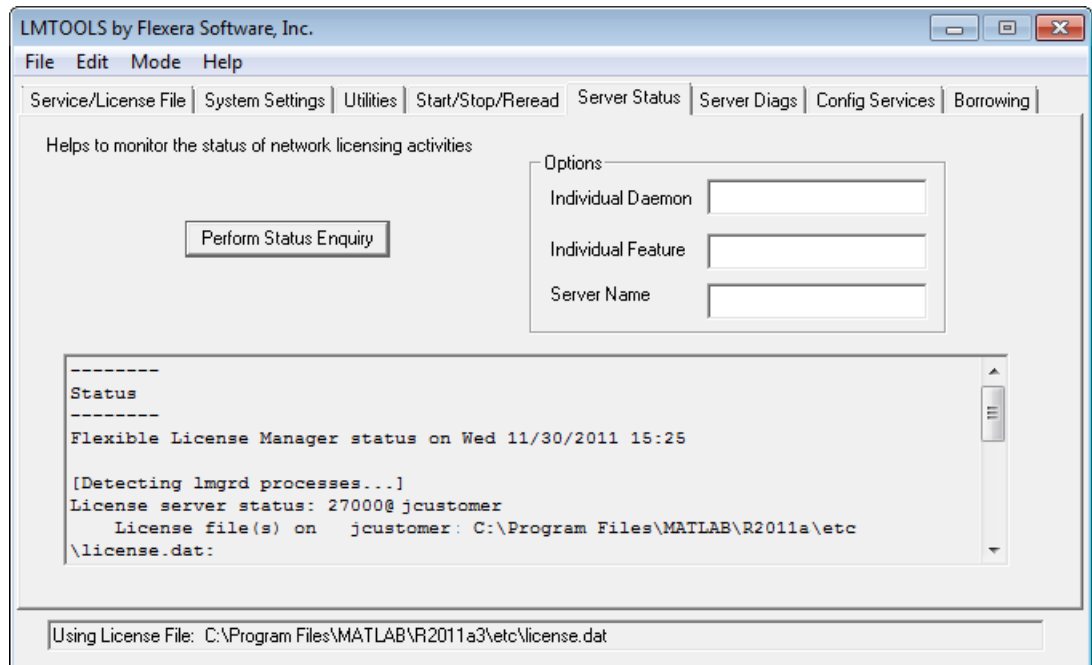 LMTOOLS by Flexera Software, Inc.
File Edit Mode Help
Service/License File System Settings Utilities Start/Stop/Reread Server Status Server Diags Config Services Borrowing
Helps to monitor the status of network licensing activities
Options
Individual Daemon
Perform Status Enquiry
Individual Feature
Server Name
--------
Status
--------
Flexible License Manager status on Wed 11/30/2011 15:25
[Detecting lmgrd processes...]
License server status: 27000@jcustomer
License file(s) on jcustomer: C:\Program Files\MATLAB\R2011a\etc
\license.dat:
Using License File: C:\Program Files\MATLAB\R2011a3\etc\license.dat